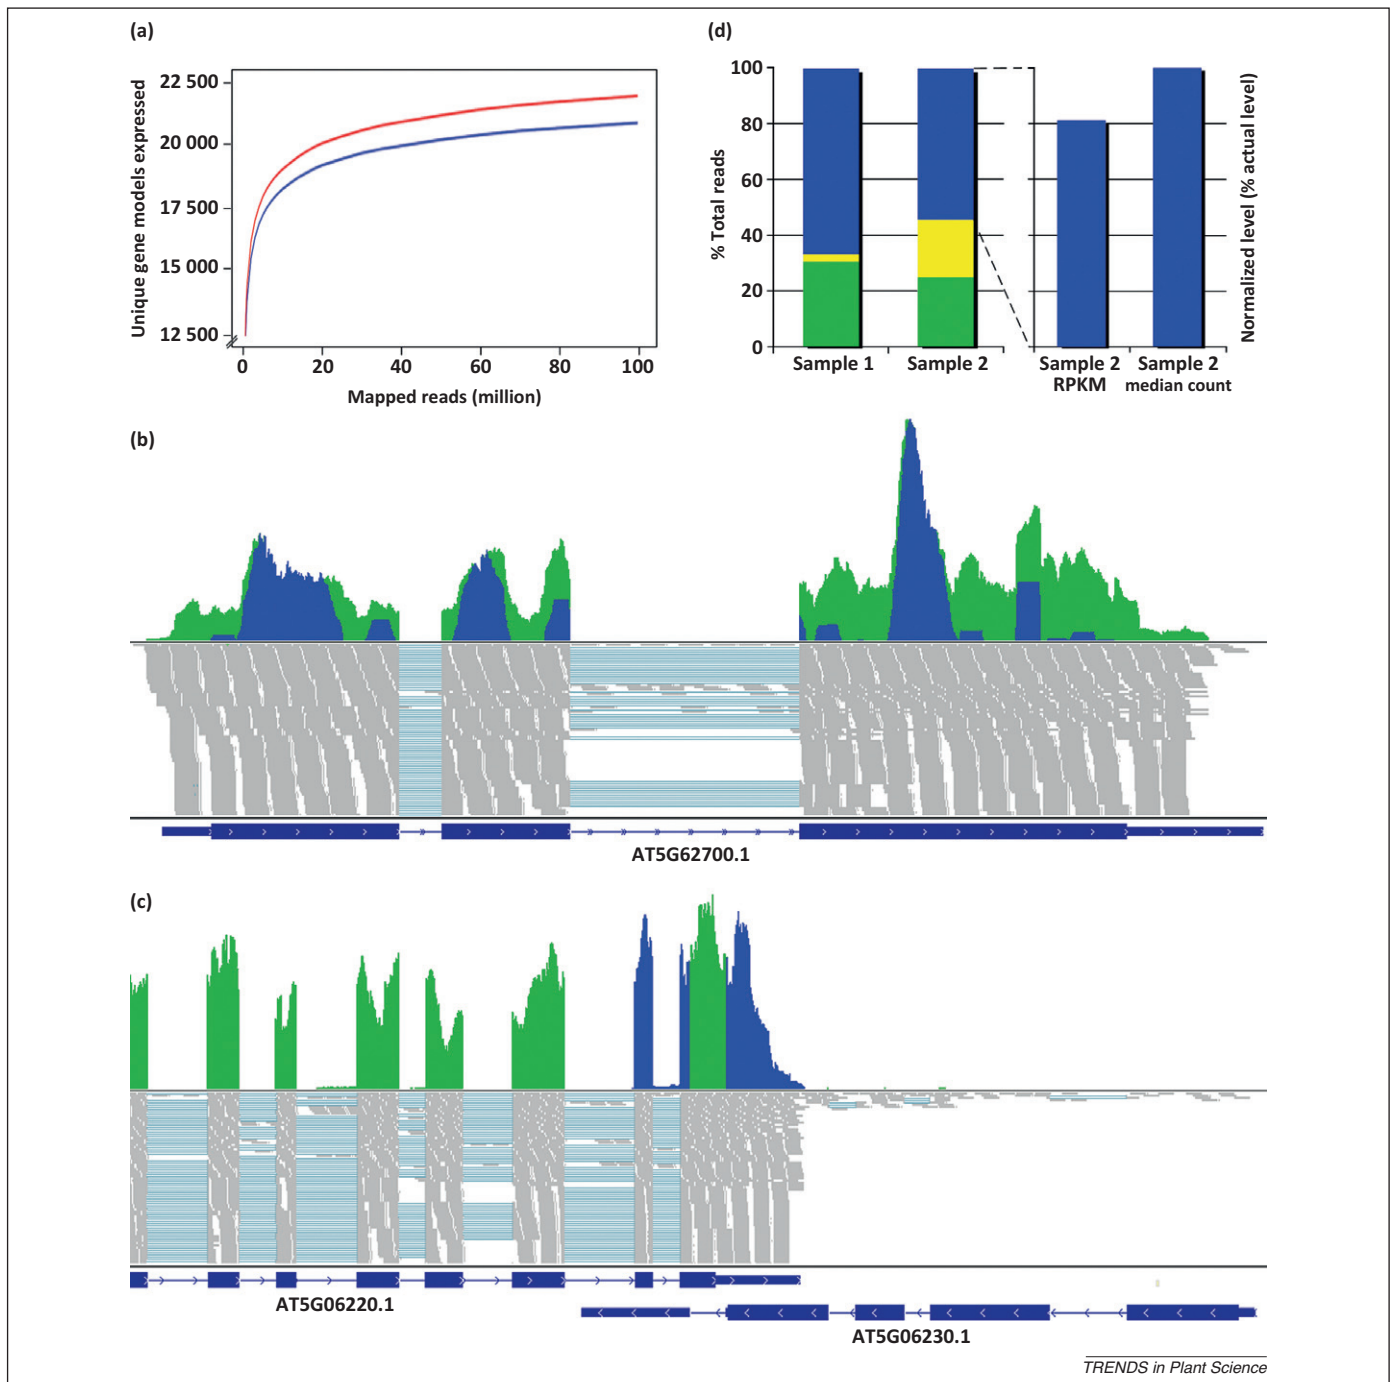 (a)
Unique gene models expressed
22 500
20 000
17 500
15 000
12 500
0 20 40 60 80 100
Mapped reads (million)
(d)
% Total reads
100
80
60
40
20
0
Sample 1
Sample 2
Sample 2
RPKM
Sample 2
median count
Normalized level (% actual level)
(b)
AT5G62700.1
(c)
AT5G06220.1
AT5G06230.1
TRENDS in Plant Science